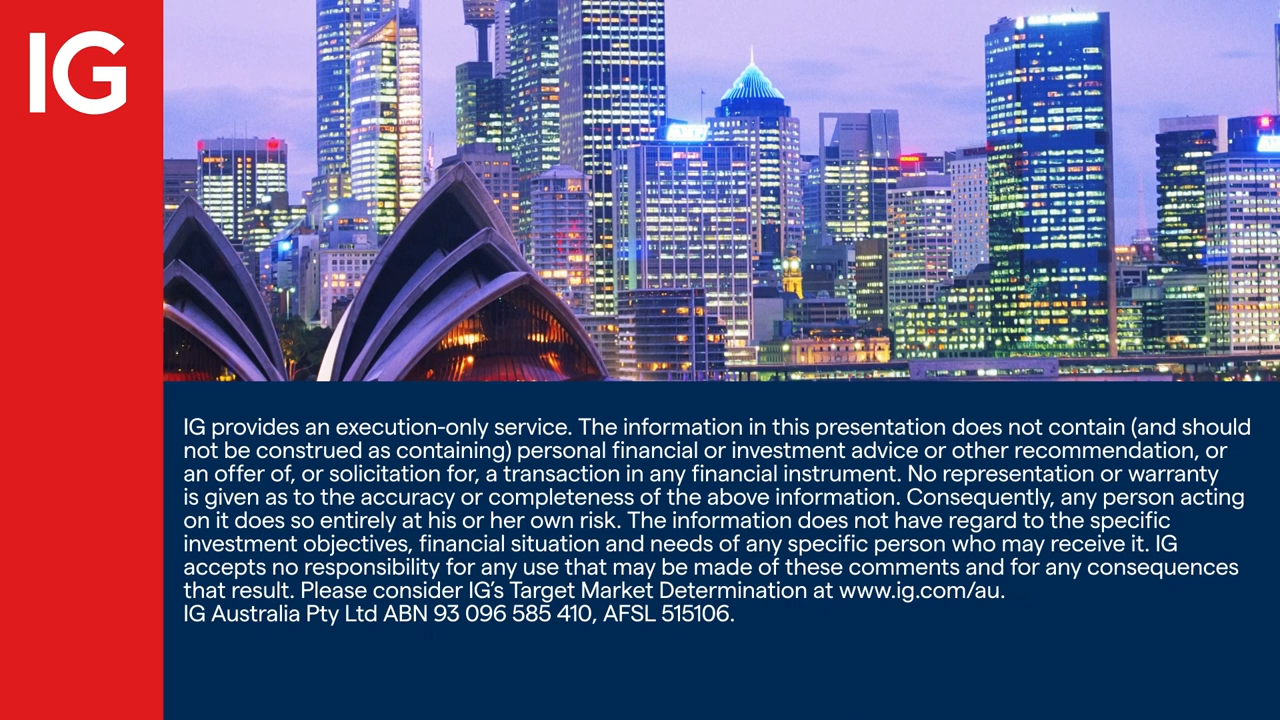 IG
IG provides an execution-only service. The information in this presentation does not contain (and should
not be construed as containing) personal financial or investment advice or other recommendation, or
an offer of, or solicitation for, a transaction in any financial instrument. No representation or warranty
is given as to the accuracy or completeness of the above information. Consequently, any person acting
on it does so entirely at his or her own risk. The information does not have regard to the specific
investment objectives, financial situation and needs of any specific person who may receive it. IG
accepts no responsibility for any use that may be made of these comments and for any consequences
that result. Please consider IG’s Target Market Determination at www.ig.com/au.
IG Australia Pty Ltd ABN 93 096 585 410, AFSL 515106.